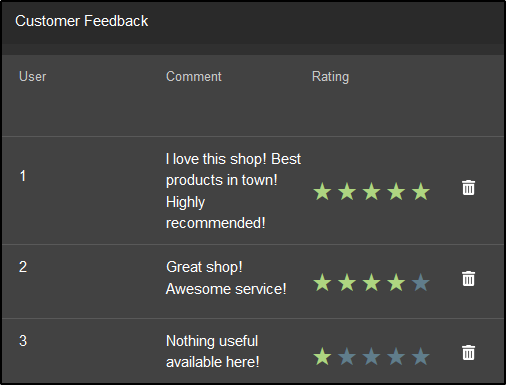 Customer Feedback
User Comment Rating
1
I love this shop! Best
products in town!
Highly
recommended!
2
Great shop!
Awesome service!
3
Nothing useful
available here!